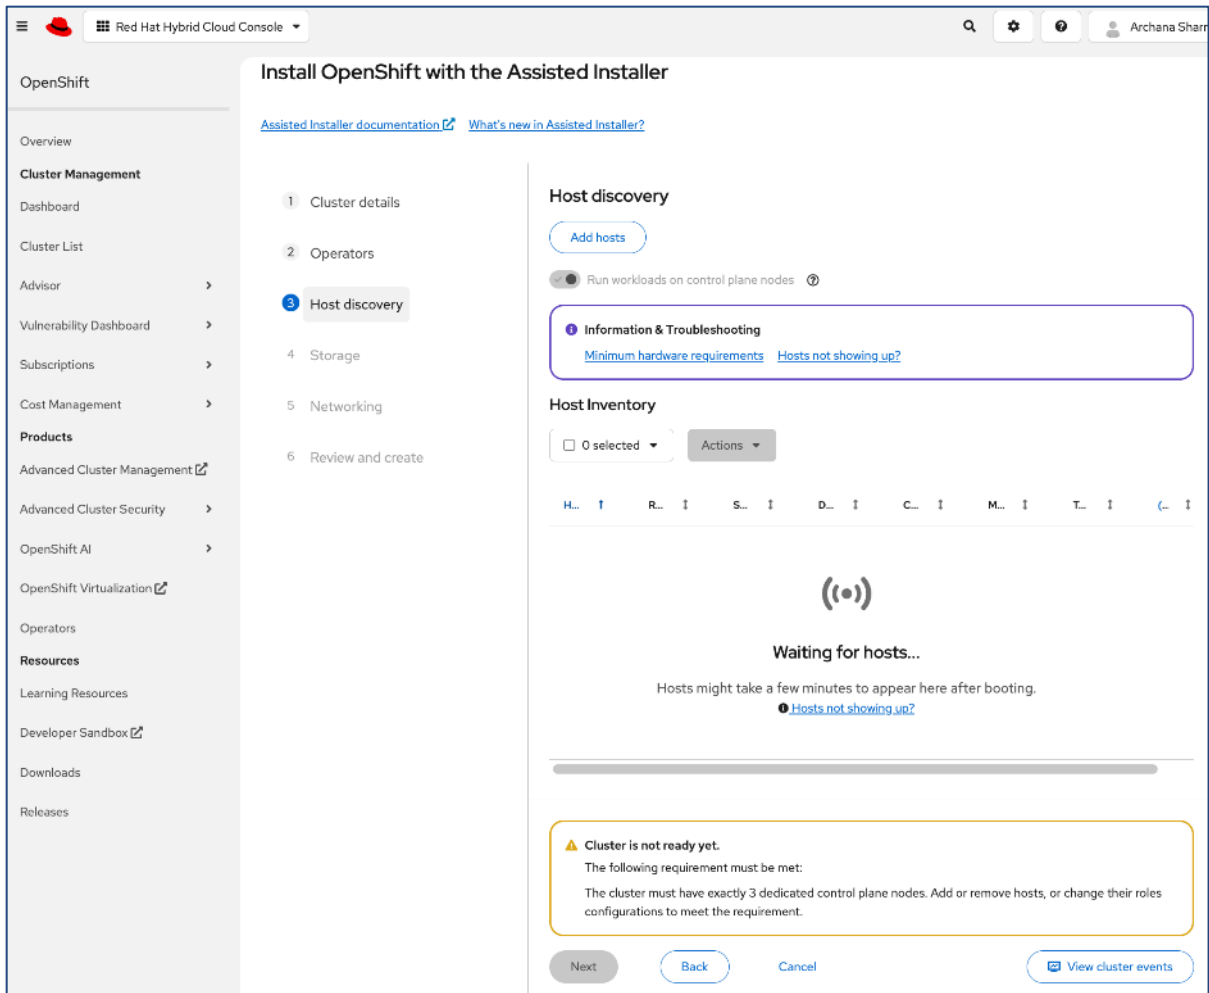 Red Hat Hybrid Cloud Console
Archana Shar
OpenShift
Overview
Cluster Management
Dashboard
Cluster List
Advisor
Vulnerability Dashboard
Subscriptions
Cost Management
Products
Advanced Cluster Management
Advanced Cluster Security
OpenShift AI
OpenShift Virtualization
Operators
Resources
Learning Resources
Developer Sandbox
Downloads
Releases
Install OpenShift with the Assisted Installer
Assisted Installer documentation What's new in Assisted Installer?
1 Cluster details
2 Operators
3 Host discovery
4 Storage
5 Networking
6 Review and create
Host discovery
Add hosts
Run workloads on control plane nodes
Information & Troubleshooting
Minimum hardware requirements Hosts not showing up?
Host Inventory
0 selected Actions
H... R... S... D... C... M... T... (...
Waiting for hosts...
Hosts might take a few minutes to appear here after booting.
Hosts not showing up?
Cluster is not ready yet.
The following requirement must be met:
The cluster must have exactly 3 dedicated control plane nodes. Add or remove hosts, or change their roles
configurations to meet the requirement.
Next Back Cancel View cluster events